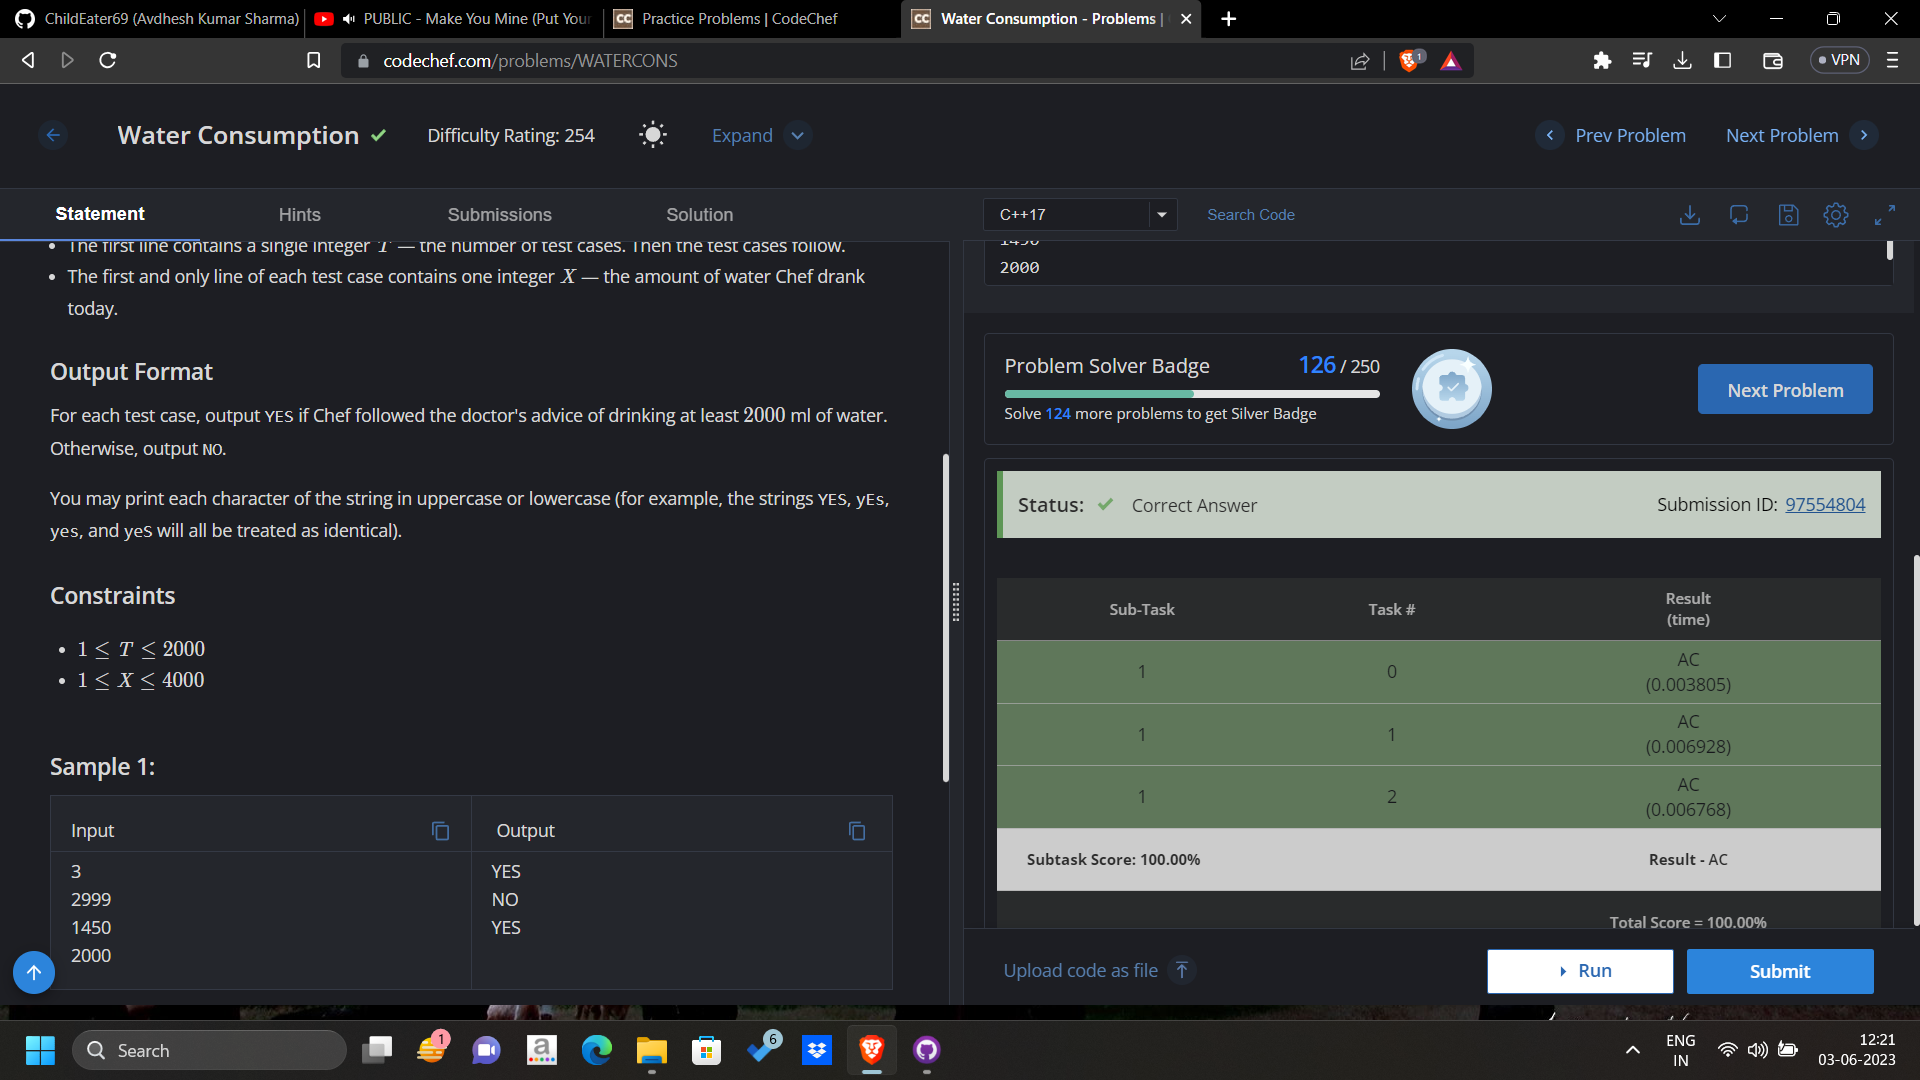 ChildEater69 (Avdhesh Kumar Sharma)
PUBLIC - Make You Mine (Put Your
CC Practice Problems | CodeChef
CC Water Consumption - Problems |
codechef.com/problems/WATERCONS
1
VPN
Water Consumption
Difficulty Rating: 254
Expand
Prev Problem
Next Problem
Statement
Hints
Submissions
Solution
C++17
Search Code
• The first line contains a single integer T — the number of test cases. Then the test cases follow.
• The first and only line of each test case contains one integer X — the amount of water Chef drank
today.
Output Format
For each test case, output YES if Chef followed the doctor's advice of drinking at least 2000 ml of water.
Otherwise, output NO.
You may print each character of the string in uppercase or lowercase (for example, the strings YES, yEs,
yes, and yeS will all be treated as identical).
Constraints
• 1 ≤ T ≤ 2000
• 1 ≤ X ≤ 4000
Sample 1:
Input
Output
3
2999
1450
2000
YES
NO
YES
1450
2000
Problem Solver Badge
126 / 250
Solve 124 more problems to get Silver Badge
Next Problem
Status: Correct Answer
Submission ID: 97554804
Sub-Task
Task #
Result
(time)
1
0
AC
(0.003805)
1
1
AC
(0.006928)
1
2
AC
(0.006768)
Subtask Score: 100.00%
Result - AC
Total Score = 100.00%
Upload code as file
Run
Submit
Search
1
a
6
ENG
IN
12:21
03-06-2023